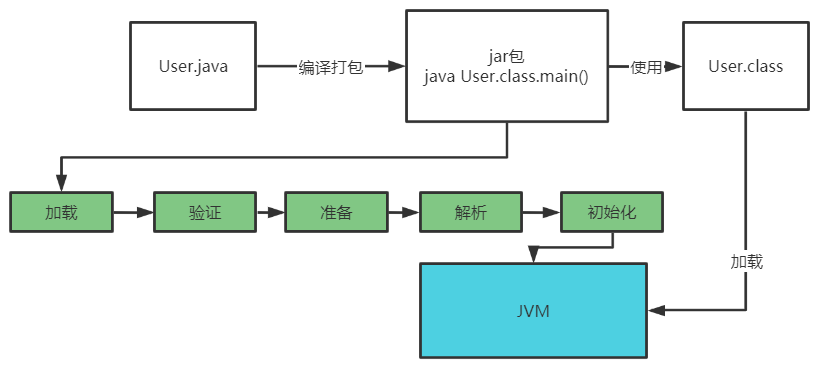 User.java
编译打包
jar包
java User.class.main()
使用
User.class
加载
验证
准备
解析
初始化
加载
JVM